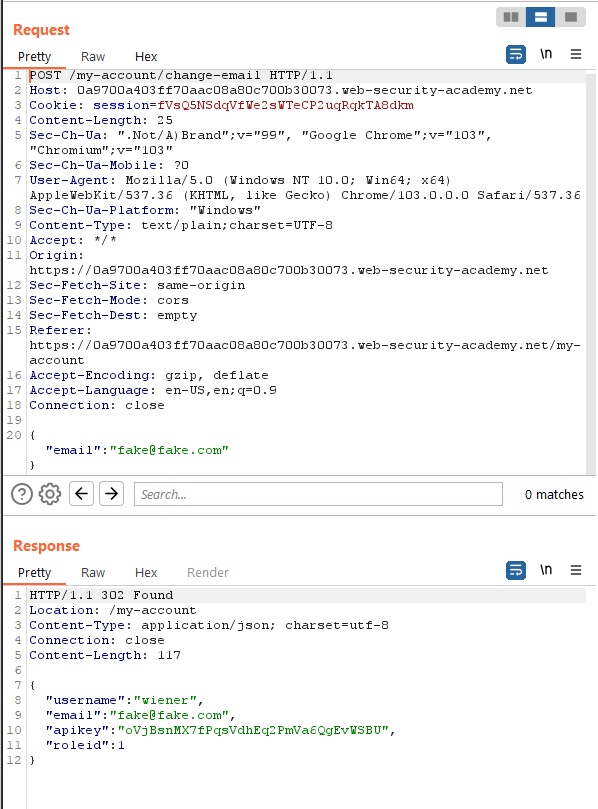 Request
Pretty Raw Hex \n
1 POST /my-account/change-email HTTP/1.1
2 Host: 0a9700a403ff70aac08a80c700b30073.web-security-academy.net
3 Cookie: session=fVsQ5NSdqVfWe2sWTeCP2uqRqkTA8dkm
4 Content-Length: 25
5 Sec-Ch-Ua: ".Not/A)Brand";v="99", "Google Chrome";v="103",
"Chromium";v="103"
6 Sec-Ch-Ua-Mobile: ?0
7 User-Agent: Mozilla/5.0 (Windows NT 10.0; Win64; x64)
AppleWebKit/537.36 (KHTML, like Gecko) Chrome/103.0.0.0 Safari/537.36
8 Sec-Ch-Ua-Platform: "Windows"
9 Content-Type: text/plain;charset=UTF-8
10 Accept: */*
11 Origin:
https://0a9700a403ff70aac08a80c700b30073.web-security-academy.net
12 Sec-Fetch-Site: same-origin
13 Sec-Fetch-Mode: cors
14 Sec-Fetch-Dest: empty
15 Referer:
https://0a9700a403ff70aac08a80c700b30073.web-security-academy.net/my-
account
16 Accept-Encoding: gzip, deflate
17 Accept-Language: en-US,en;q=0.9
18 Connection: close
19
20 {
"email":"fake@fake.com"
}
Search... 0 matches
Response
Pretty Raw Hex Render \n
1 HTTP/1.1 302 Found
2 Location: /my-account
3 Content-Type: application/json; charset=utf-8
4 Connection: close
5 Content-Length: 117
6
7 {
8 "username":"wiener",
9 "email":"fake@fake.com",
10 "apikey":"oVjBsnMX7fPqsVdhEq2PmVa6QgEvWSBU",
11 "roleid":1
12 }